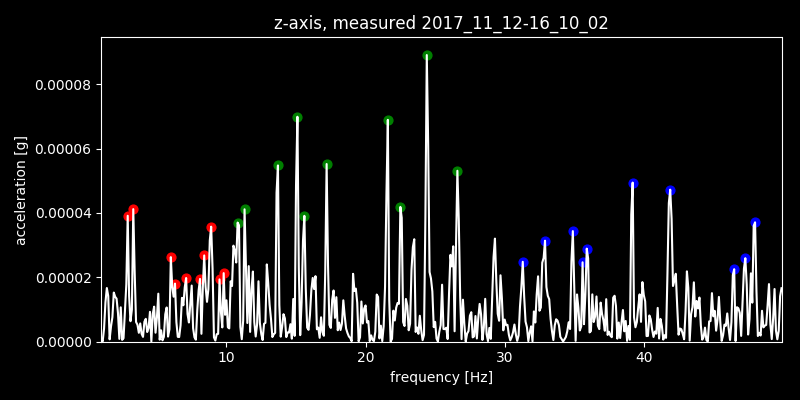 z-axis, measured 2017_11_12-16_10_02
0.00008
0.00006
0.00004
0.00002
0.00000
acceleration [g]
10 20 30 40
frequency [Hz]